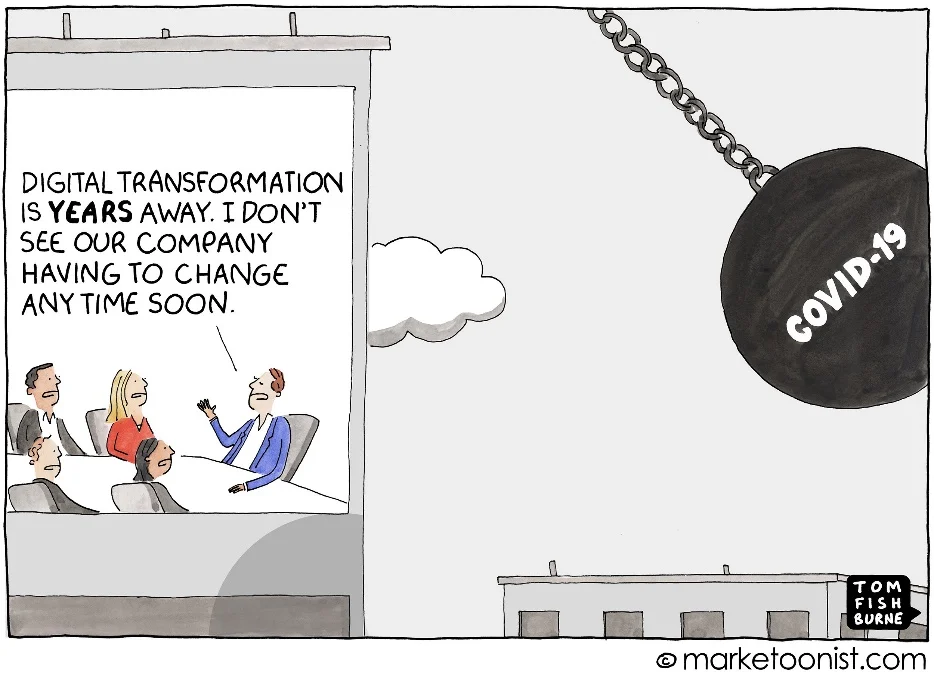 DIGITAL TRANSFORMATION
IS YEARS AWAY. I DON'T
SEE OUR COMPANY
HAVING TO CHANGE
ANY TIME SOON.
COVID-19
TOM
FISH
BURNE
© marketoonist.com